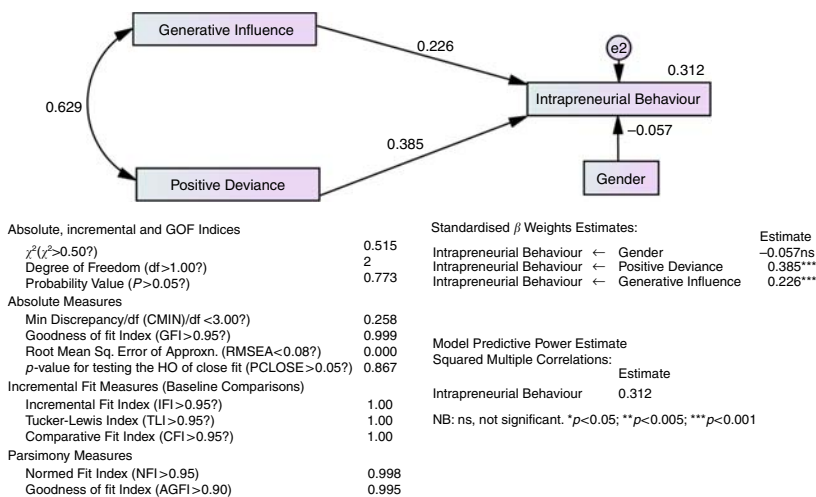 Generative Influence
0.226
e2
0.312
Intrapreneurial Behaviour
0.629
−0.057
0.385
Positive Deviance
Gender
Absolute, incremental and GOF Indices
χ²(χ²>0.50?) 0.515
Degree of Freedom (df>1.00?) 2
Probability Value (P>0.05?) 0.773
Absolute Measures
Min Discrepancy/df (CMIN)/df <3.00?) 0.258
Goodness of fit Index (GFI>0.95?) 0.999
Root Mean Sq. Error of Approxn. (RMSEA<0.08?) 0.000
p-value for testing the HO of close fit (PCLOSE>0.05?) 0.867
Incremental Fit Measures (Baseline Comparisons)
Incremental Fit Index (IFI>0.95?) 1.00
Tucker-Lewis Index (TLI>0.95?) 1.00
Comparative Fit Index (CFI>0.95?) 1.00
Parsimony Measures
Normed Fit Index (NFI>0.95) 0.998
Goodness of fit Index (AGFI>0.90) 0.995
Standardised β Weights Estimates:
Estimate
Intrapreneurial Behaviour ← Gender −0.057ns
Intrapreneurial Behaviour ← Positive Deviance 0.385***
Intrapreneurial Behaviour ← Generative Influence 0.226***
Model Predictive Power Estimate
Squared Multiple Correlations:
Estimate
Intrapreneurial Behaviour 0.312
NB: ns, not significant. *p<0.05; **p<0.005; ***p<0.001